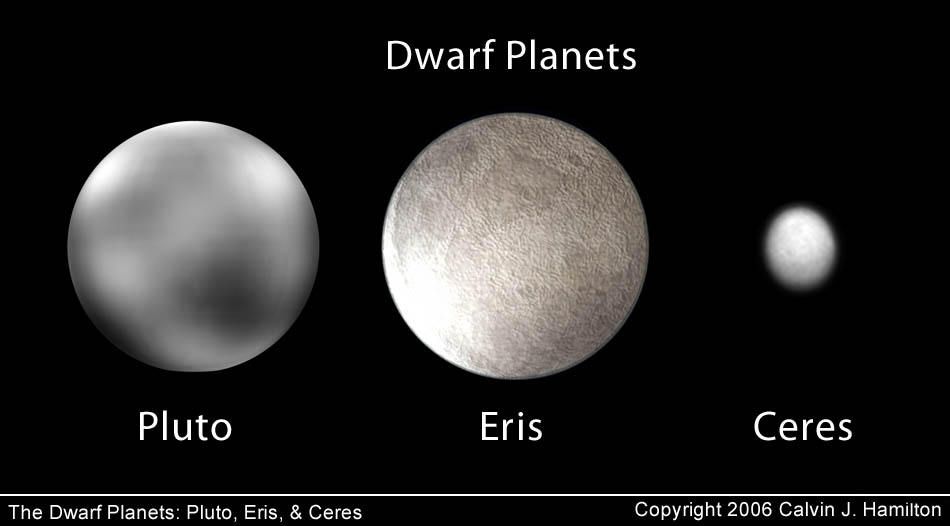 Dwarf Planets
Pluto Eris Ceres
The Dwarf Planets: Pluto, Eris, & Ceres
Copyright 2006 Calvin J. Hamilton